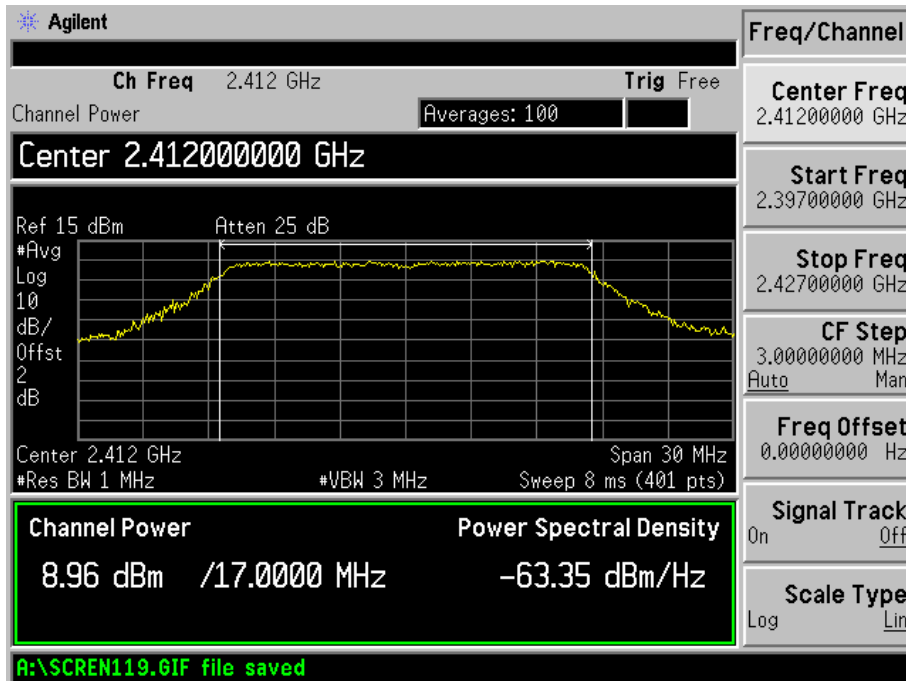 Agilent
Freq/Channel
Ch Freq 2.412 GHz Trig Free
Channel Power Averages: 100
Center 2.412000000 GHz
Ref 15 dBm Atten 25 dB
#Avg
Log
10
dB/
Offst
2
dB
Center 2.412 GHz Span 30 MHz
#Res BW 1 MHz #VBW 3 MHz Sweep 8 ms (401 pts)
Channel Power Power Spectral Density
8.96 dBm /17.0000 MHz -63.35 dBm/Hz
A:\SCREN119.GIF file saved
Center Freq
2.41200000 GHz
Start Freq
2.39700000 GHz
Stop Freq
2.42700000 GHz
CF Step
3.00000000 MHz
Auto Man
Freq Offset
0.00000000 Hz
Signal Track
On Off
Scale Type
Log Lin